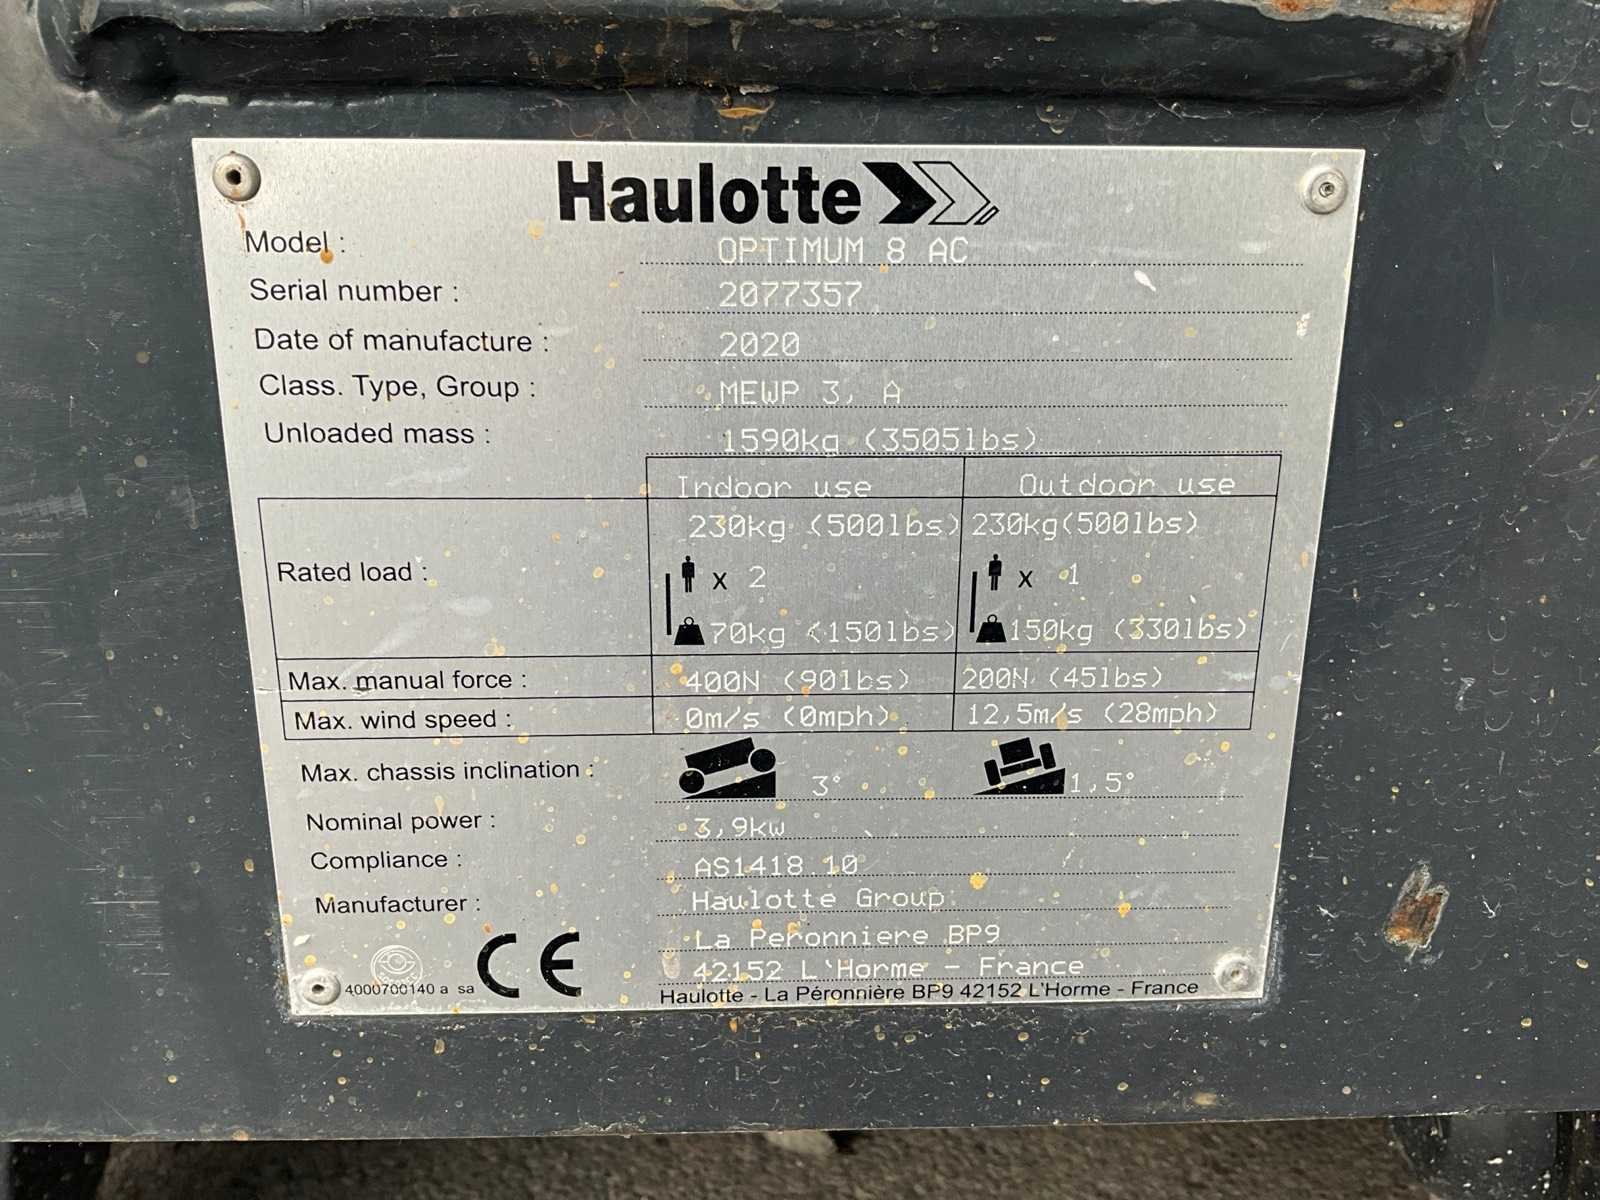 Haulotte
Model : OPTIMUM 8 AC
Serial number : 2077357
Date of manufacture : 2020
Class. Type, Group : MEWP 3, A
Unloaded mass : 1590kg (3505lbs)
Indoor use Outdoor use
230kg (500lbs) 230kg(500lbs)
Rated load : x 2 x 1
70kg (150lbs) 150kg (330lbs)
Max. manual force : 400N (90lbs) 200N (45lbs)
Max. wind speed : 0m/s (0mph) 12,5m/s (28mph)
Max. chassis inclination : 3° 1,5°
Nominal power : 3,9kw
Compliance : AS1418.10
Manufacturer : Haulotte Group
La Peronniere BP9
42152 L'Horme - France
4000700140 a sa CE
Haulotte - La Péronnière BP9 42152 L'Horme - France